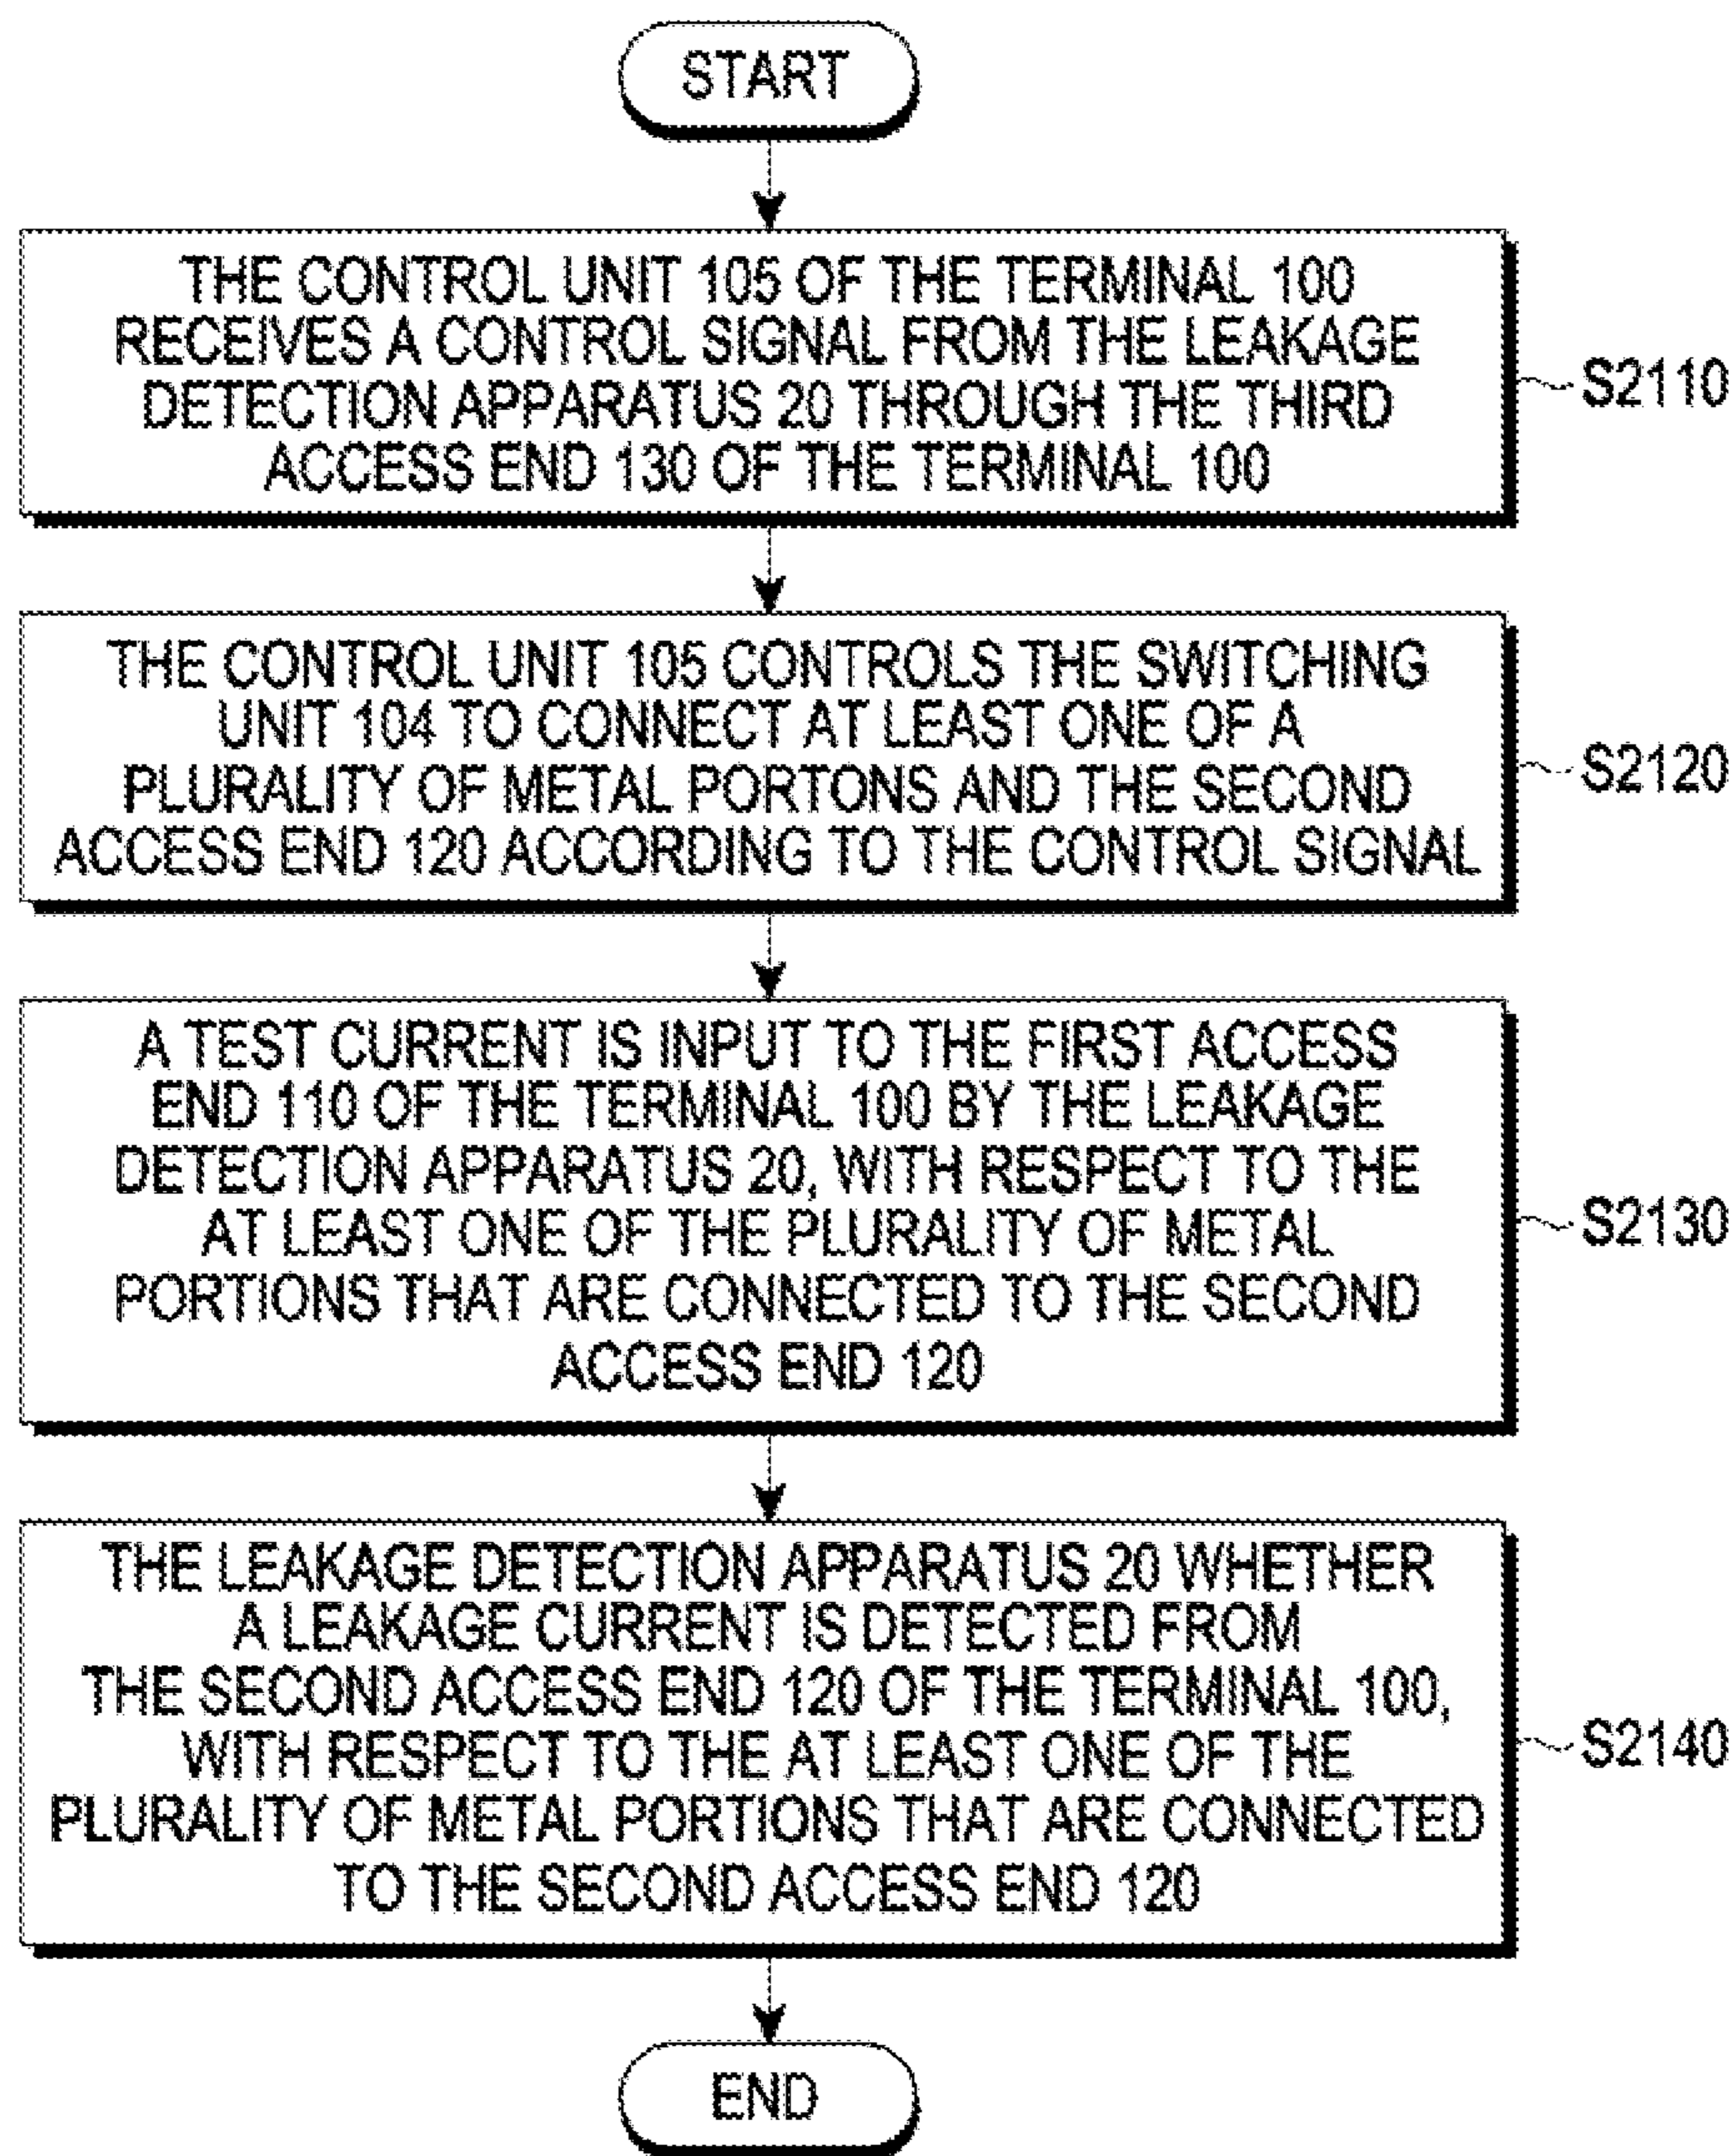 START
THE CONTROL UNIT 105 OF THE TERMINAL 100
RECEIVES A CONTROL SIGNAL FROM THE LEAKAGE
DETECTION APPARATUS 20 THROUGH THE THIRD
ACCESS END 130 OF THE TERMINAL 100
S2110
THE CONTROL UNIT 105 CONTROLS THE SWITCHING
UNIT 104 TO CONNECT AT LEAST ONE OF A
PLURALITY OF METAL PORTONS AND THE SECOND
ACCESS END 120 ACCORDING TO THE CONTROL SIGNAL
S2120
A TEST CURRENT IS INPUT TO THE FIRST ACCESS
END 110 OF THE TERMINAL 100 BY THE LEAKAGE
DETECTION APPARATUS 20, WITH RESPECT TO THE
AT LEAST ONE OF THE PLURALITY OF METAL
PORTIONS THAT ARE CONNECTED TO THE SECOND
ACCESS END 120
S2130
THE LEAKAGE DETECTION APPARATUS 20 WHETHER
A LEAKAGE CURRENT IS DETECTED FROM
THE SECOND ACCESS END 120 OF THE TERMINAL 100,
WITH RESPECT TO THE AT LEAST ONE OF THE
PLURALITY OF METAL PORTIONS THAT ARE CONNECTED
TO THE SECOND ACCESS END 120
S2140
END